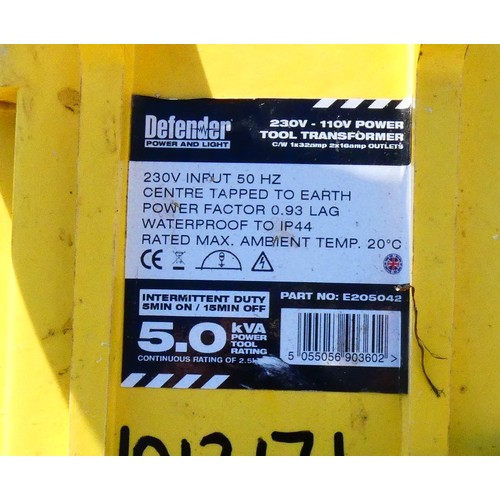 Defender
POWER AND LIGHT
230V - 110V POWER
TOOL TRANSFORMER
C/W 1x32amp 2x16amp OUTLETS
230V INPUT 50 HZ
CENTRE TAPPED TO EARTH
POWER FACTOR 0.93 LAG
WATERPROOF TO IP44
RATED MAX. AMBIENT TEMP. 20°C
CE
INTERMITTENT DUTY
5MIN ON / 15MIN OFF
5.0 kVA
POWER
TOOL
RATING
CONTINUOUS RATING OF 2.5
PART NO: E205042
5 055056 903602 >